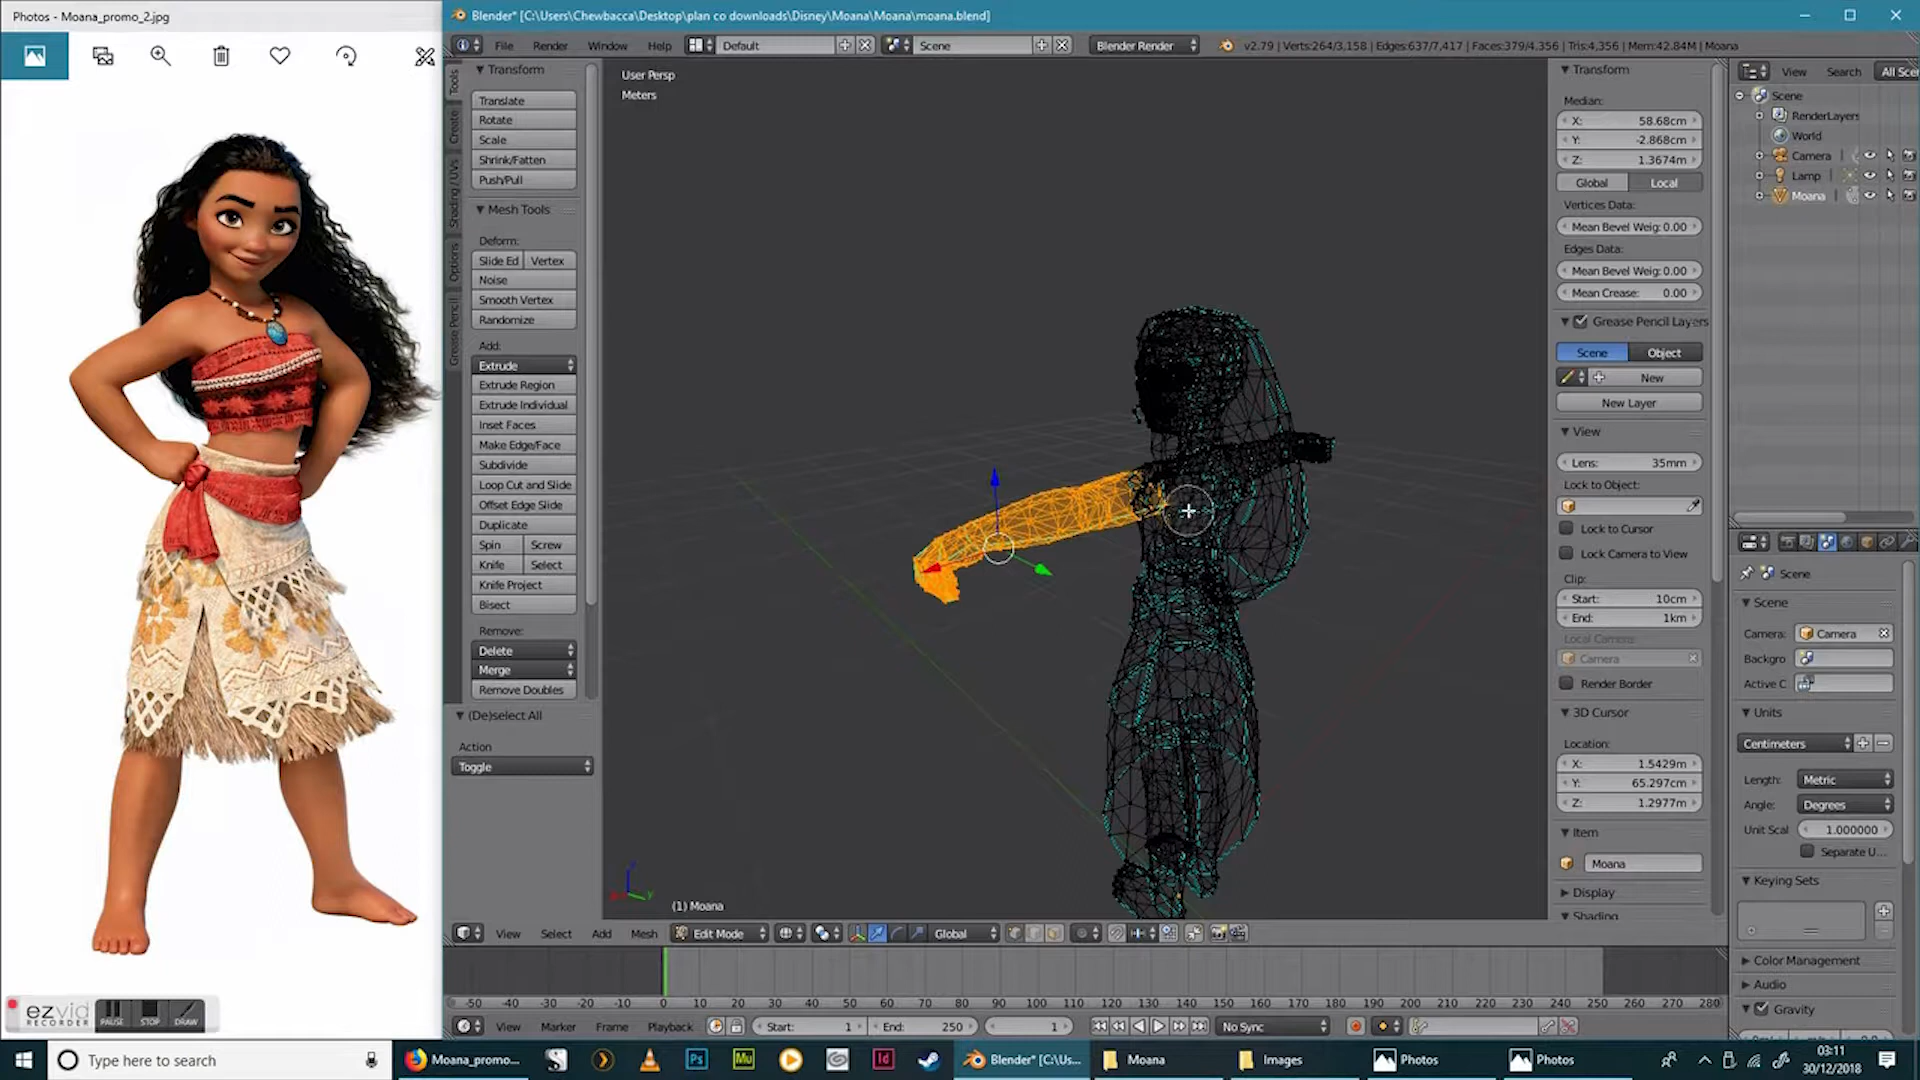 Photos - Moana_promo_2.jpg
Blender* [C:\Users\Chewbacca\Desktop\plan co downloads\Disney\Moana\Moana\moana.blend]
File Render Window Help Default Scene Blender Render v2.79 | Verts:264/3,158 | Edges:637/7,417 | Faces:379/4,356 | Tris:4,356 | Mem:42.84M | Moana
Tools
Create
Shading / UVs
Options
Grease Pencil
Transform
Translate
Rotate
Scale
Shrink/Fatten
Push/Pull
Mesh Tools
Deform:
Slide Ed Vertex
Noise
Smooth Vertex
Randomize
Add:
Extrude
Extrude Region
Extrude Individual
Inset Faces
Make Edge/Face
Subdivide
Loop Cut and Slide
Offset Edge Slide
Duplicate
Spin Screw
Knife Select
Knife Project
Bisect
Remove:
Delete
Merge
Remove Doubles
(De)select All
Action
Toggle
User Persp
Meters
(1) Moana
Transform
Median:
X: 58.68cm
Y: -2.868cm
Z: 1.3674m
Global Local
Vertices Data:
Mean Bevel Weig: 0.00
Edges Data:
Mean Bevel Weig: 0.00
Mean Crease: 0.00
Grease Pencil Layers
Scene Object
New
New Layer
View
Lens: 35mm
Lock to Object:
Lock to Cursor
Lock Camera to View
Clip:
Start: 10cm
End: 1km
Local Camera:
Camera
Render Border
3D Cursor
Location:
X: 1.5429m
Y: 65.297cm
Z: 1.2977m
Item
Moana
Display
Shading
View Search All Scer
Scene
RenderLayers
World
Camera
Lamp
Moana
Scene
Scene
Camera: Camera
Backgro
Active C
Units
Centimeters
Length: Metric
Angle: Degrees
Unit Scal 1.000000
Separate U...
Keying Sets
Color Management
Audio
Gravity
View Select Add Mesh Edit Mode Global
-50 -40 -30 -20 -10 0 10 20 30 40 50 60 70 80 90 100 110 120 130 140 150 160 170 180 190 200 210 220 230 240 250 260 270 280
View Marker Frame Playback Start: 1 End: 250 1 No Sync
ezvid
RECORDER
PAUSE STOP DRAW
Type here to search
Moana_promo...
Ps
Mu
Id
Blender* [C:\Us...
Moana
Images
Photos
Photos
03:11
30/12/2018